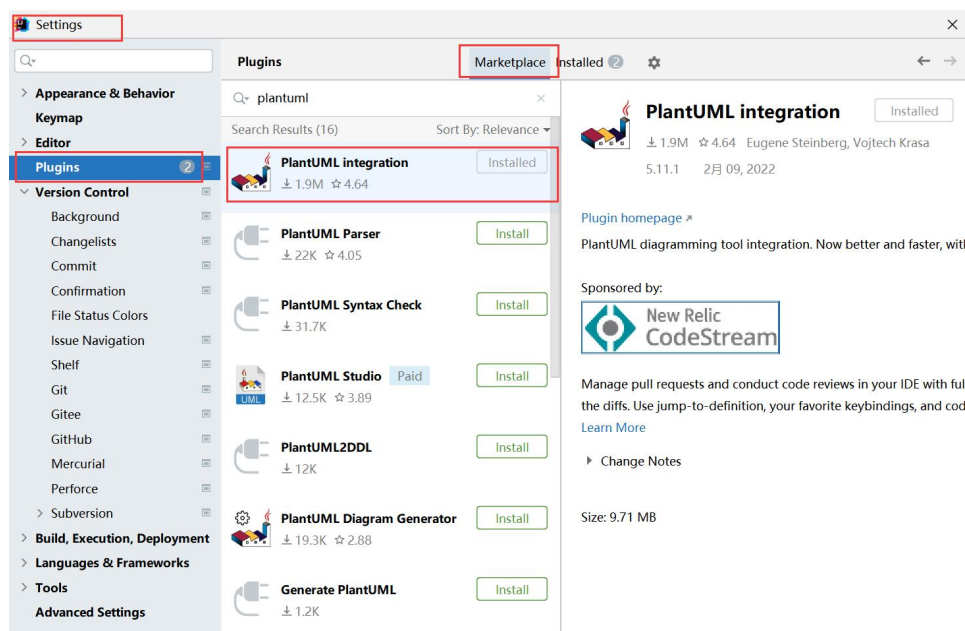 Settings
Plugins
Marketplace
Installed 2
Appearance & Behavior
Keymap
Editor
Plugins 2
Version Control
Background
Changelists
Commit
Confirmation
File Status Colors
Issue Navigation
Shelf
Git
Gitee
GitHub
Mercurial
Perforce
Subversion
Build, Execution, Deployment
Languages & Frameworks
Tools
Advanced Settings
plantuml
Search Results (16)
Sort By: Relevance
PlantUML integration
1.9M 4.64
Installed
PlantUML Parser
22K 4.05
Install
PlantUML Syntax Check
31.7K
Install
UML
PlantUML Studio Paid
12.5K 3.89
Install
PlantUML2DDL
12K
Install
PlantUML Diagram Generator
19.3K 2.88
Install
Generate PlantUML
1.2K
Install
PlantUML integration
Installed
1.9M 4.64 Eugene Steinberg, Vojtech Krasa
5.11.1 2月 09, 2022
Plugin homepage
PlantUML diagramming tool integration. Now better and faster, with
Sponsored by:
New Relic
CodeStream
Manage pull requests and conduct code reviews in your IDE with ful
the diffs. Use jump-to-definition, your favorite keybindings, and cod
Learn More
Change Notes
Size: 9.71 MB